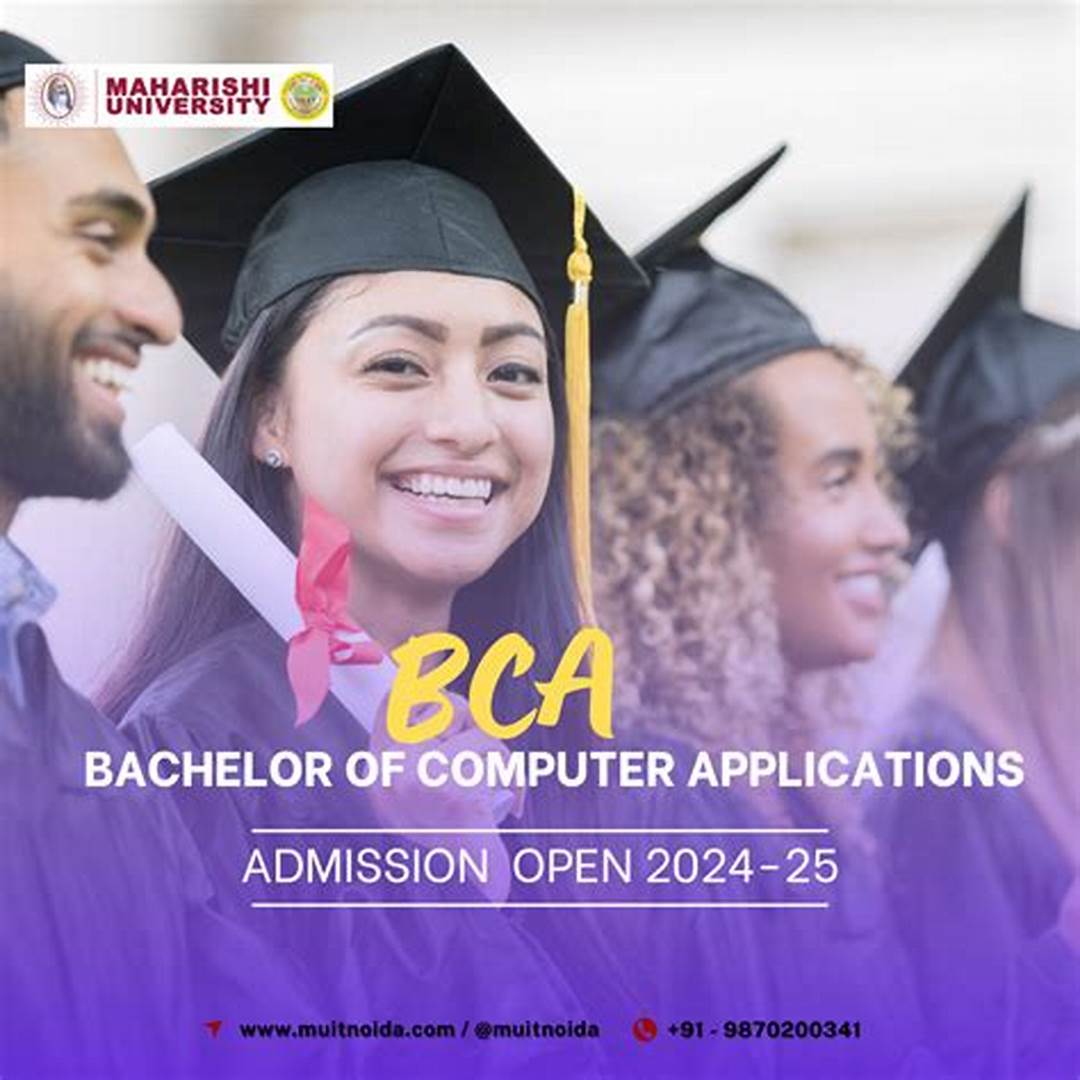 MAHARISHI
UNIVERSITY
BCA
BACHELOR OF COMPUTER APPLICATIONS
ADMISSION OPEN 2024-25
www.muitnoida.com / @muitnoida +91 - 9870200341